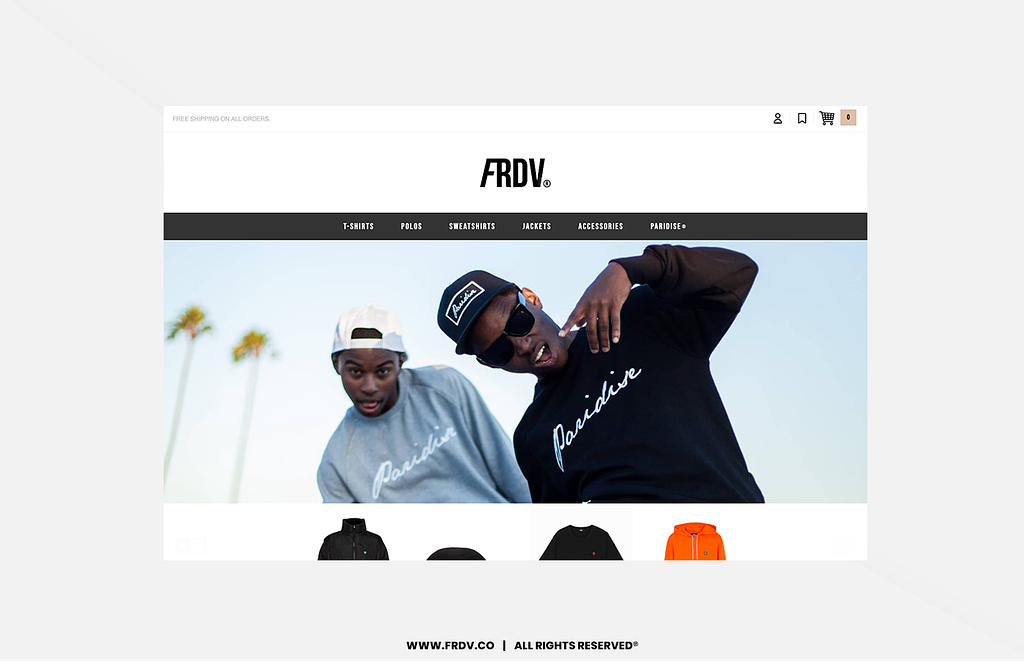 FREE SHIPPING ON ALL ORDERS.
0
FRDV®
T-SHIRTS POLOS SWEATSHIRTS JACKETS ACCESSORIES PARIDISE®
Paridise
Paridise
Paridise
WWW.FRDV.CO | ALL RIGHTS RESERVED®